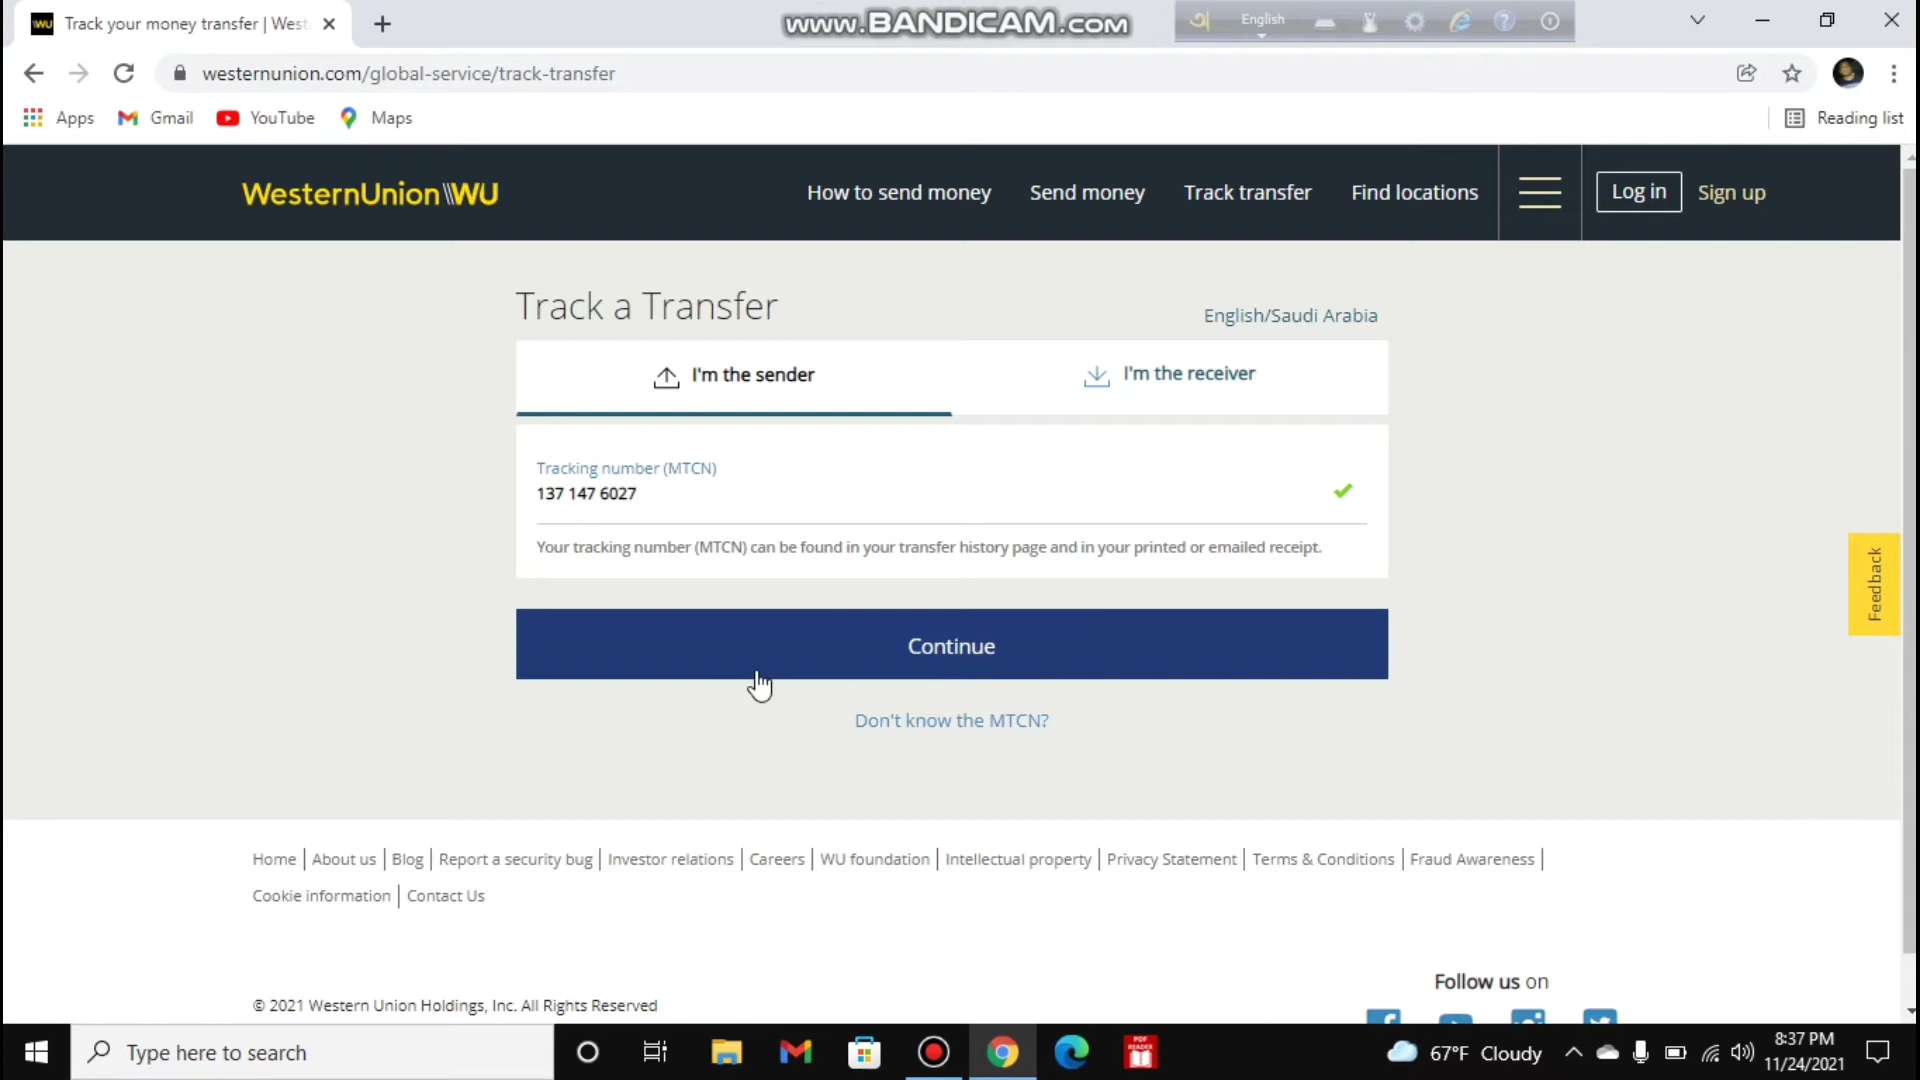 Track your money transfer | West
www.BANDICAM.com
English
westernunion.com/global-service/track-transfer
Apps
Gmail
YouTube
Maps
Reading list
WesternUnion WU
How to send money
Send money
Track transfer
Find locations
Log in
Sign up
Track a Transfer
English/Saudi Arabia
I'm the sender
I'm the receiver
Tracking number (MTCN)
137 147 6027
Your tracking number (MTCN) can be found in your transfer history page and in your printed or emailed receipt.
Continue
Feedback
Don't know the MTCN?
Home | About us | Blog | Report a security bug | Investor relations | Careers | WU foundation | Intellectual property | Privacy Statement | Terms & Conditions | Fraud Awareness |
Cookie information | Contact Us
Follow us on
© 2021 Western Union Holdings, Inc. All Rights Reserved
Type here to search
PDF READER
67°F Cloudy
8:37 PM
11/24/2021